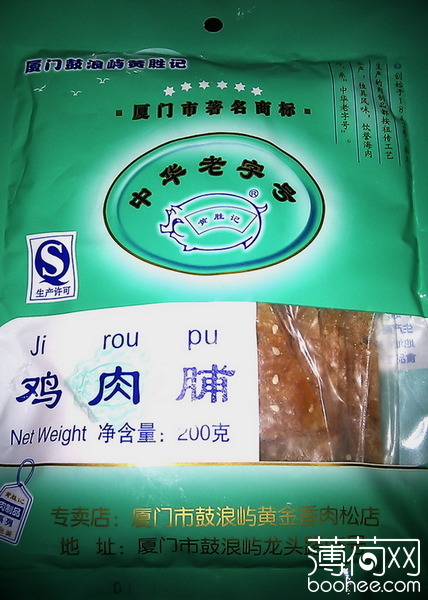 厦门鼓浪屿黄胜记
厦门市著名商标
中华老字号
黄胜记
®
生产许可
Ji rou pu
鸡肉脯
Net Weight 净含量: 200克
专卖店: 厦门市鼓浪屿黄金香肉松店
地 址: 厦门市鼓浪屿龙头
薄荷网
boohee.com